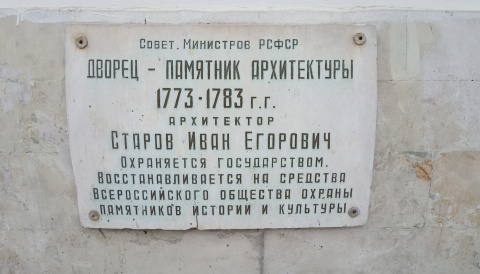 Совет. Министров РСФСР
Дворец - памятник архитектуры
1773·1783 г.г.
архитектор
Старов Иван Егорович
Охраняется государством.
Восстанавливается на средства
Всероссийского общества охраны
памятников истории и культуры